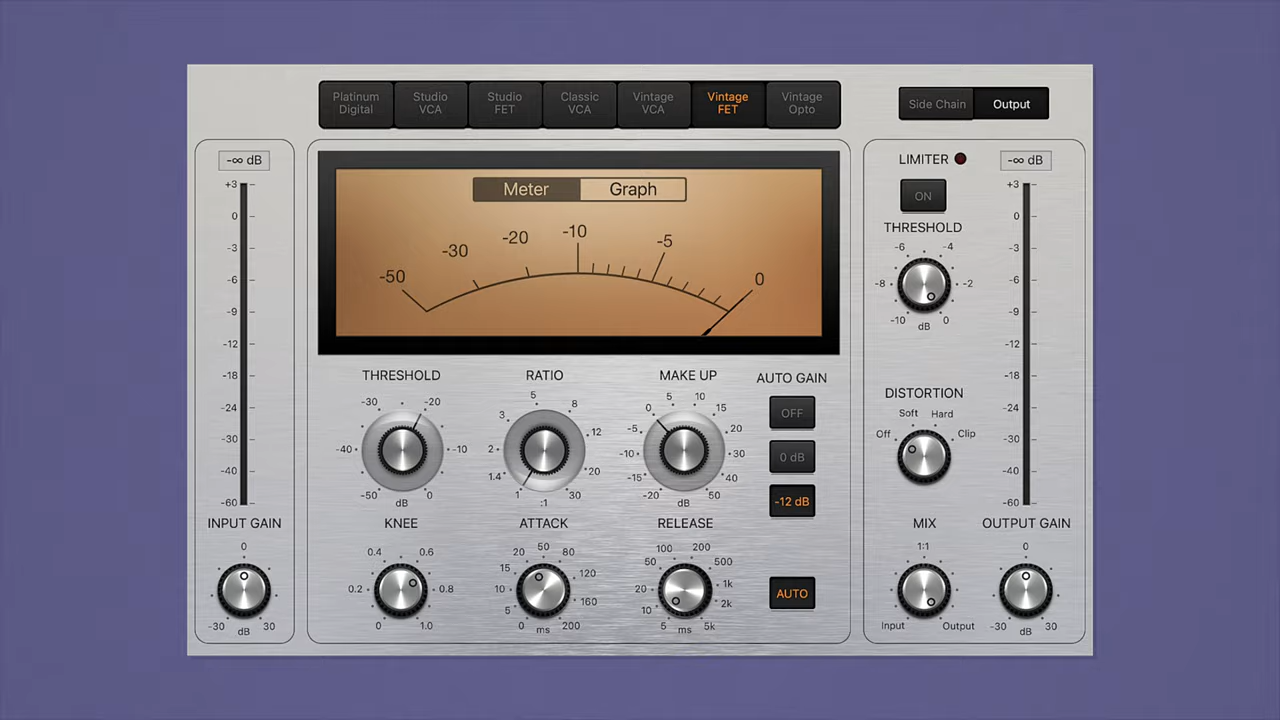 Platinum Digital
Studio VCA
Studio FET
Classic VCA
Vintage VCA
Vintage FET
Vintage Opto
Side Chain
Output
-∞ dB
+3
0
-3
-6
-9
-12
-18
-24
-30
-40
-60
INPUT GAIN
0
-30
dB
30
Meter
Graph
-50
-30
-20
-10
-5
0
THRESHOLD
-30
-20
-40
-10
-50
0
dB
RATIO
5
3
8
2
12
1.4
20
1
30
:1
MAKE UP
5
0
10
-5
15
-10
20
-15
30
-20
40
50
dB
AUTO GAIN
OFF
0 dB
-12 dB
KNEE
0.4
0.6
0.2
0.8
0
1.0
ATTACK
50
20
80
15
120
10
160
5
0
ms
200
RELEASE
100
200
50
500
20
1k
10
2k
5
ms
5k
AUTO
LIMITER
ON
THRESHOLD
-6
-4
-8
-2
-10
0
dB
DISTORTION
Soft
Hard
Off
Clip
MIX
1:1
Input
Output
-∞ dB
+3
0
-3
-6
-9
-12
-18
-24
-30
-40
-60
OUTPUT GAIN
0
-30
dB
30